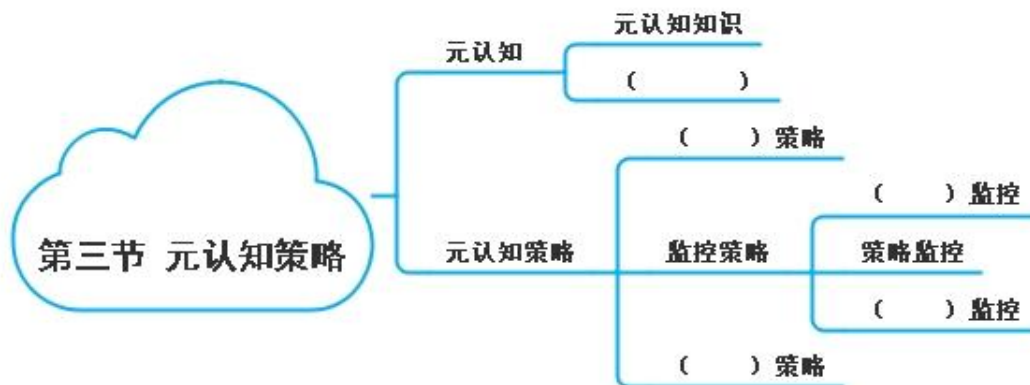 第三节 元认知策略
元认知
元认知知识
（　　　）
元认知策略
（　　）策略
监控策略
（　　）监控
策略监控
（　　）监控
（　　）策略